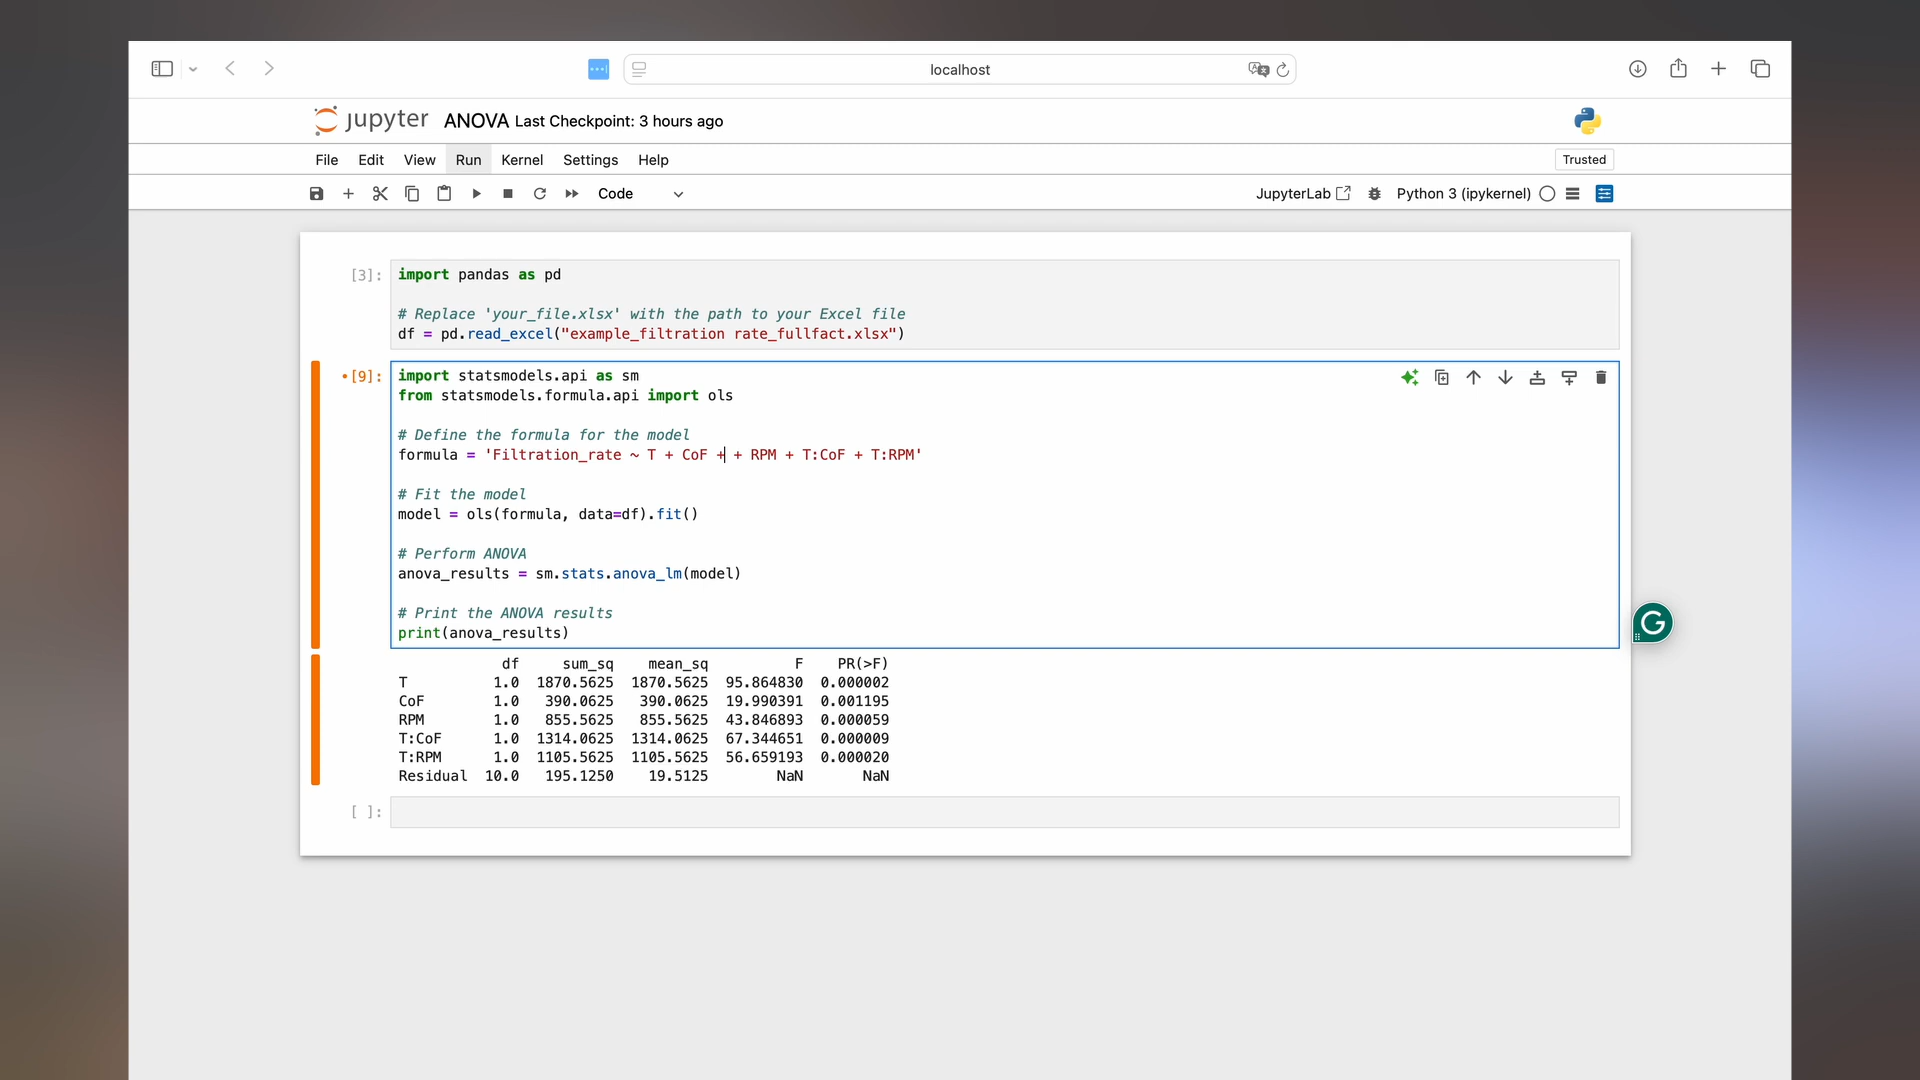 localhost
jupyter ANOVA Last Checkpoint: 3 hours ago
File Edit View Run Kernel Settings Help Trusted
Code JupyterLab Python 3 (ipykernel)
[3]: import pandas as pd
# Replace 'your_file.xlsx' with the path to your Excel file
df = pd.read_excel("example_filtration rate_fullfact.xlsx")
•[9]: import statsmodels.api as sm
from statsmodels.formula.api import ols
# Define the formula for the model
formula = 'Filtration_rate ~ T + CoF + + RPM + T:CoF + T:RPM'
# Fit the model
model = ols(formula, data=df).fit()
# Perform ANOVA
anova_results = sm.stats.anova_lm(model)
# Print the ANOVA results
print(anova_results)
df sum_sq mean_sq F PR(>F)
T 1.0 1870.5625 1870.5625 95.864830 0.000002
CoF 1.0 390.0625 390.0625 19.990391 0.001195
RPM 1.0 855.5625 855.5625 43.846893 0.000059
T:CoF 1.0 1314.0625 1314.0625 67.344651 0.000009
T:RPM 1.0 1105.5625 1105.5625 56.659193 0.000020
Residual 10.0 195.1250 19.5125 NaN NaN
[ ]: